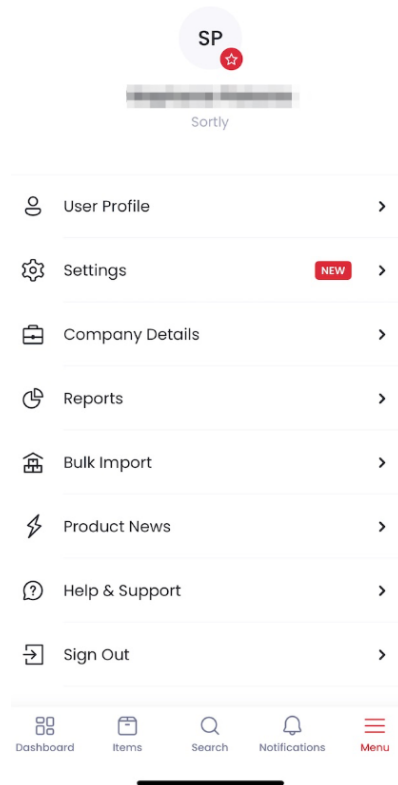 SP
Sortly
User Profile
Settings NEW
Company Details
Reports
Bulk Import
Product News
Help & Support
Sign Out
Dashboard Items Search Notifications Menu